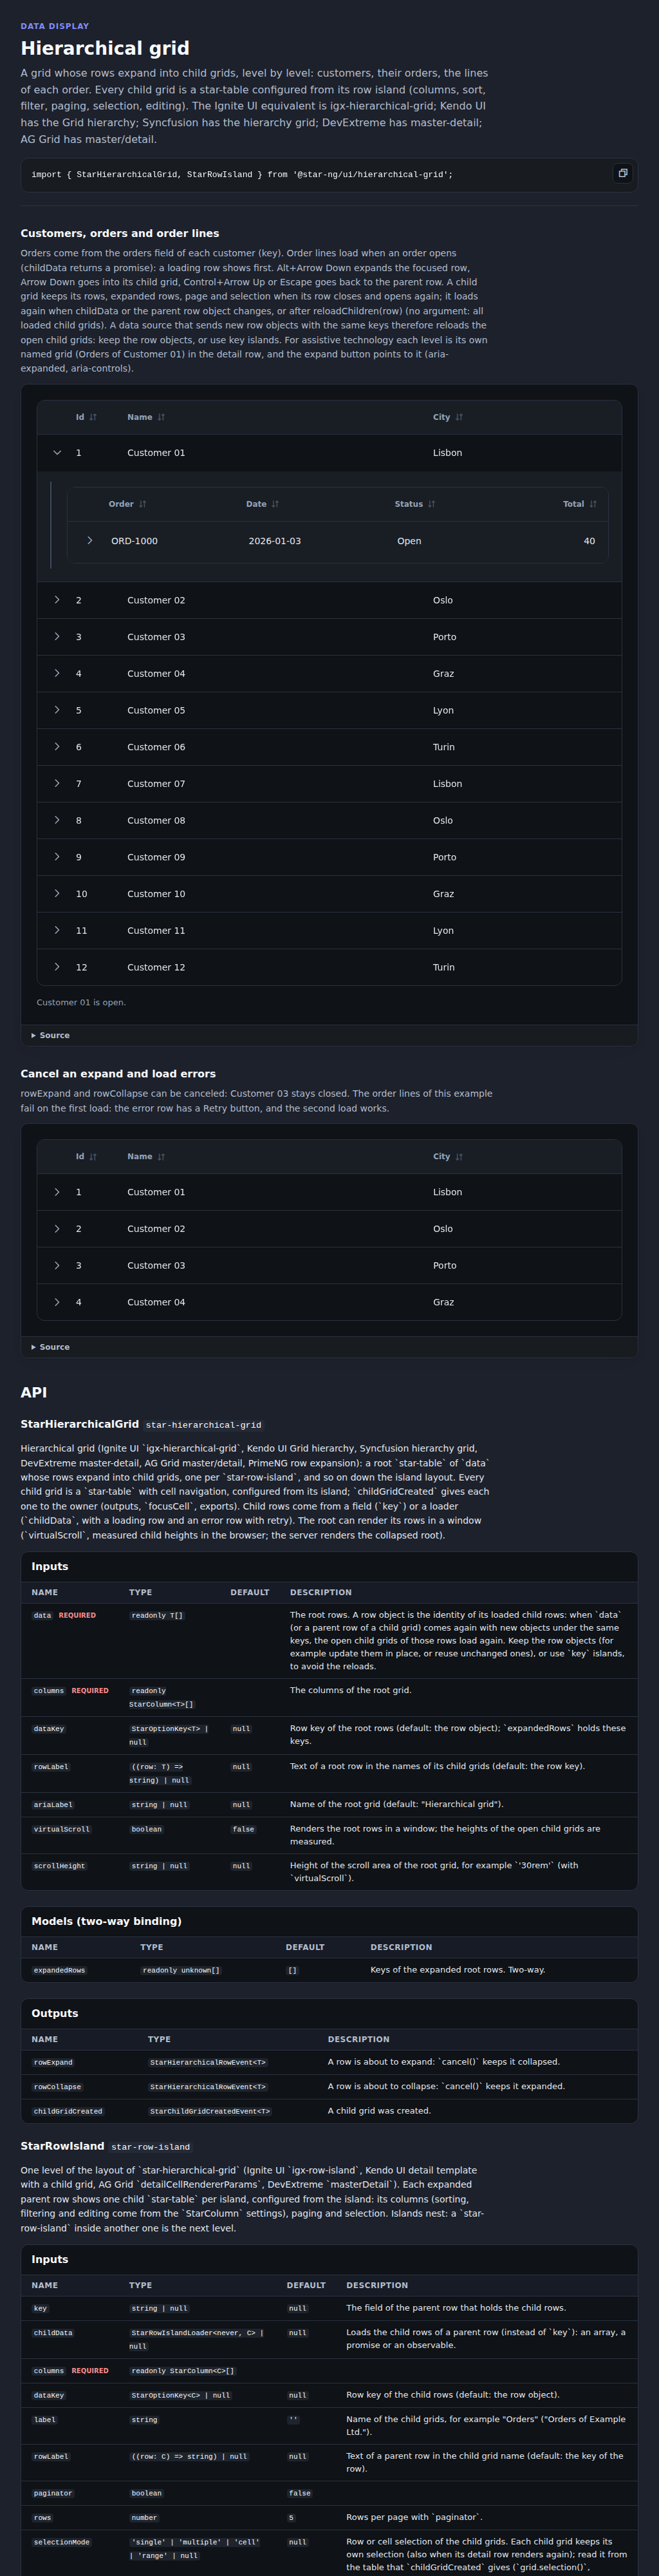 DATA DISPLAY
Hierarchical grid
A grid whose rows expand into child grids, level by level: customers, their orders, the lines
of each order. Every child grid is a star-table configured from its row island (columns, sort,
filter, paging, selection, editing). The Ignite UI equivalent is igx-hierarchical-grid; Kendo UI
has the Grid hierarchy; Syncfusion has the hierarchy grid; DevExtreme has master-detail;
AG Grid has master/detail.
import { StarHierarchicalGrid, StarRowIsland } from '@star-ng/ui/hierarchical-grid';
Customers, orders and order lines
Orders come from the orders field of each customer (key). Order lines load when an order opens
(childData returns a promise): a loading row shows first. Alt+Arrow Down expands the focused row,
Arrow Down goes into its child grid, Control+Arrow Up or Escape goes back to the parent row. A child
grid keeps its rows, expanded rows, page and selection when its row closes and opens again; it loads
again when childData or the parent row object changes, or after reloadChildren(row) (no argument: all
loaded child grids). A data source that sends new row objects with the same keys therefore reloads the
open child grids: keep the row objects, or use key islands. For assistive technology each level is its own
named grid (Orders of Customer 01) in the detail row, and the expand button points to it (aria-
expanded, aria-controls).
Id Name City
1 Customer 01 Lisbon
Order Date Status Total
ORD-1000 2026-01-03 Open 40
2 Customer 02 Oslo
3 Customer 03 Porto
4 Customer 04 Graz
5 Customer 05 Lyon
6 Customer 06 Turin
7 Customer 07 Lisbon
8 Customer 08 Oslo
9 Customer 09 Porto
10 Customer 10 Graz
11 Customer 11 Lyon
12 Customer 12 Turin
Customer 01 is open.
Source
Cancel an expand and load errors
rowExpand and rowCollapse can be canceled: Customer 03 stays closed. The order lines of this example
fail on the first load: the error row has a Retry button, and the second load works.
Id Name City
1 Customer 01 Lisbon
2 Customer 02 Oslo
3 Customer 03 Porto
4 Customer 04 Graz
Source
API
StarHierarchicalGrid star-hierarchical-grid
Hierarchical grid (Ignite UI `igx-hierarchical-grid`, Kendo UI Grid hierarchy, Syncfusion hierarchy grid,
DevExtreme master-detail, AG Grid master/detail, PrimeNG row expansion): a root `star-table` of `data`
whose rows expand into child grids, one per `star-row-island`, and so on down the island layout. Every
child grid is a `star-table` with cell navigation, configured from its island; `childGridCreated` gives each
one to the owner (outputs, `focusCell`, exports). Child rows come from a field (`key`) or a loader
(`childData`, with a loading row and an error row with retry). The root can render its rows in a window
(`virtualScroll`, measured child heights in the browser; the server renders the collapsed root).
Inputs
NAME TYPE DEFAULT DESCRIPTION
data REQUIRED readonly T[] The root rows. A row object is the identity of its loaded child rows: when `data`
(or a parent row of a child grid) comes again with new objects under the same
keys, the open child grids of those rows load again. Keep the row objects (for
example update them in place, or reuse unchanged ones), or use `key` islands,
to avoid the reloads.
columns REQUIRED readonly StarColumn<T>[] The columns of the root grid.
dataKey StarOptionKey<T> | null null Row key of the root rows (default: the row object); `expandedRows` holds these
keys.
rowLabel ((row: T) => string) | null null Text of a root row in the names of its child grids (default: the row key).
ariaLabel string | null null Name of the root grid (default: "Hierarchical grid").
virtualScroll boolean false Renders the root rows in a window; the heights of the open child grids are
measured.
scrollHeight string | null null Height of the scroll area of the root grid, for example `'30rem'` (with
`virtualScroll`).
Models (two-way binding)
NAME TYPE DEFAULT DESCRIPTION
expandedRows readonly unknown[] [] Keys of the expanded root rows. Two-way.
Outputs
NAME TYPE DESCRIPTION
rowExpand StarHierarchicalRowEvent<T> A row is about to expand: `cancel()` keeps it collapsed.
rowCollapse StarHierarchicalRowEvent<T> A row is about to collapse: `cancel()` keeps it expanded.
childGridCreated StarChildGridCreatedEvent<T> A child grid was created.
StarRowIsland star-row-island
One level of the layout of `star-hierarchical-grid` (Ignite UI `igx-row-island`, Kendo UI detail template
with a child grid, AG Grid `detailCellRendererParams`, DevExtreme `masterDetail`). Each expanded
parent row shows one child `star-table` per island, configured from the island: its columns (sorting,
filtering and editing come from the `StarColumn` settings), paging and selection. Islands nest: a `star-
row-island` inside another one is the next level.
Inputs
NAME TYPE DEFAULT DESCRIPTION
key string | null null The field of the parent row that holds the child rows.
childData StarRowIslandLoader<never, C> | null null Loads the child rows of a parent row (instead of `key`): an array, a
promise or an observable.
columns REQUIRED readonly StarColumn<C>[]
dataKey StarOptionKey<C> | null null Row key of the child rows (default: the row object).
label string '' Name of the child grids, for example "Orders" ("Orders of Example
Ltd.").
rowLabel ((row: C) => string) | null null Text of a parent row in the child grid name (default: the key of the
row).
paginator boolean false
rows number 5 Rows per page with `paginator`.
selectionMode 'single' | 'multiple' | 'cell' | 'range' | null null Row or cell selection of the child grids. Each child grid keeps its
own selection (also when its detail row renders again); read it from
the table that `childGridCreated` gives (`grid.selection()`,